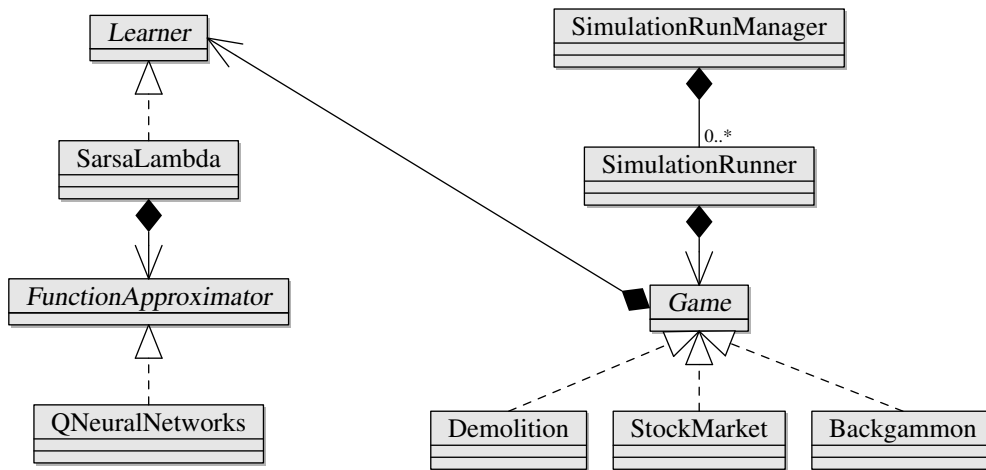 Learner
SimulationRunManager
0..*
SarsaLambda
SimulationRunner
FunctionApproximator
Game
QNeuralNetworks
Demolition
StockMarket
Backgammon